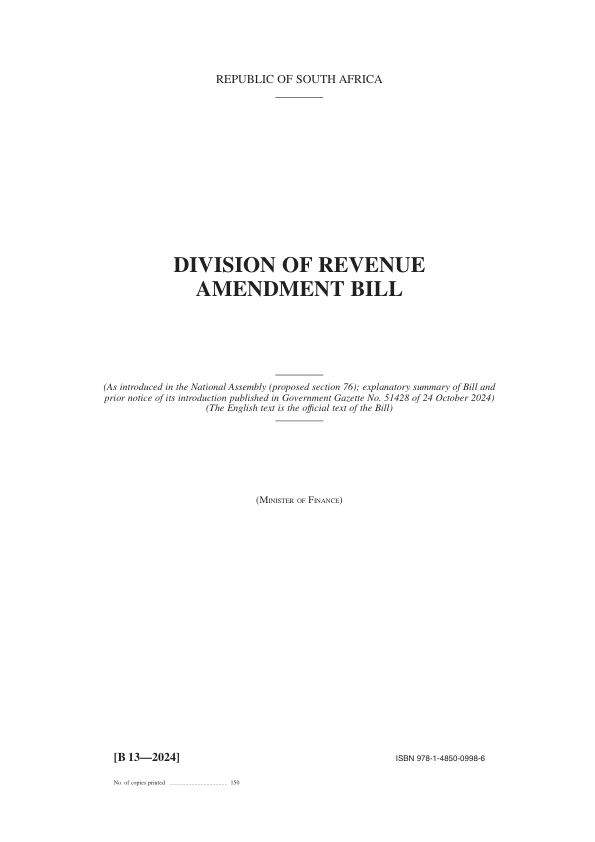 REPUBLIC OF SOUTH AFRICA
DIVISION OF REVENUE
AMENDMENT BILL
(As introduced in the National Assembly (proposed section 76); explanatory summary of Bill and
prior notice of its introduction published in Government Gazette No. 51428 of 24 October 2024)
(The English text is the official text of the Bill)
(Minister of Finance)
[B 13—2024] ISBN 978-1-4850-0998-6
No. of copies printed ........................................ 150